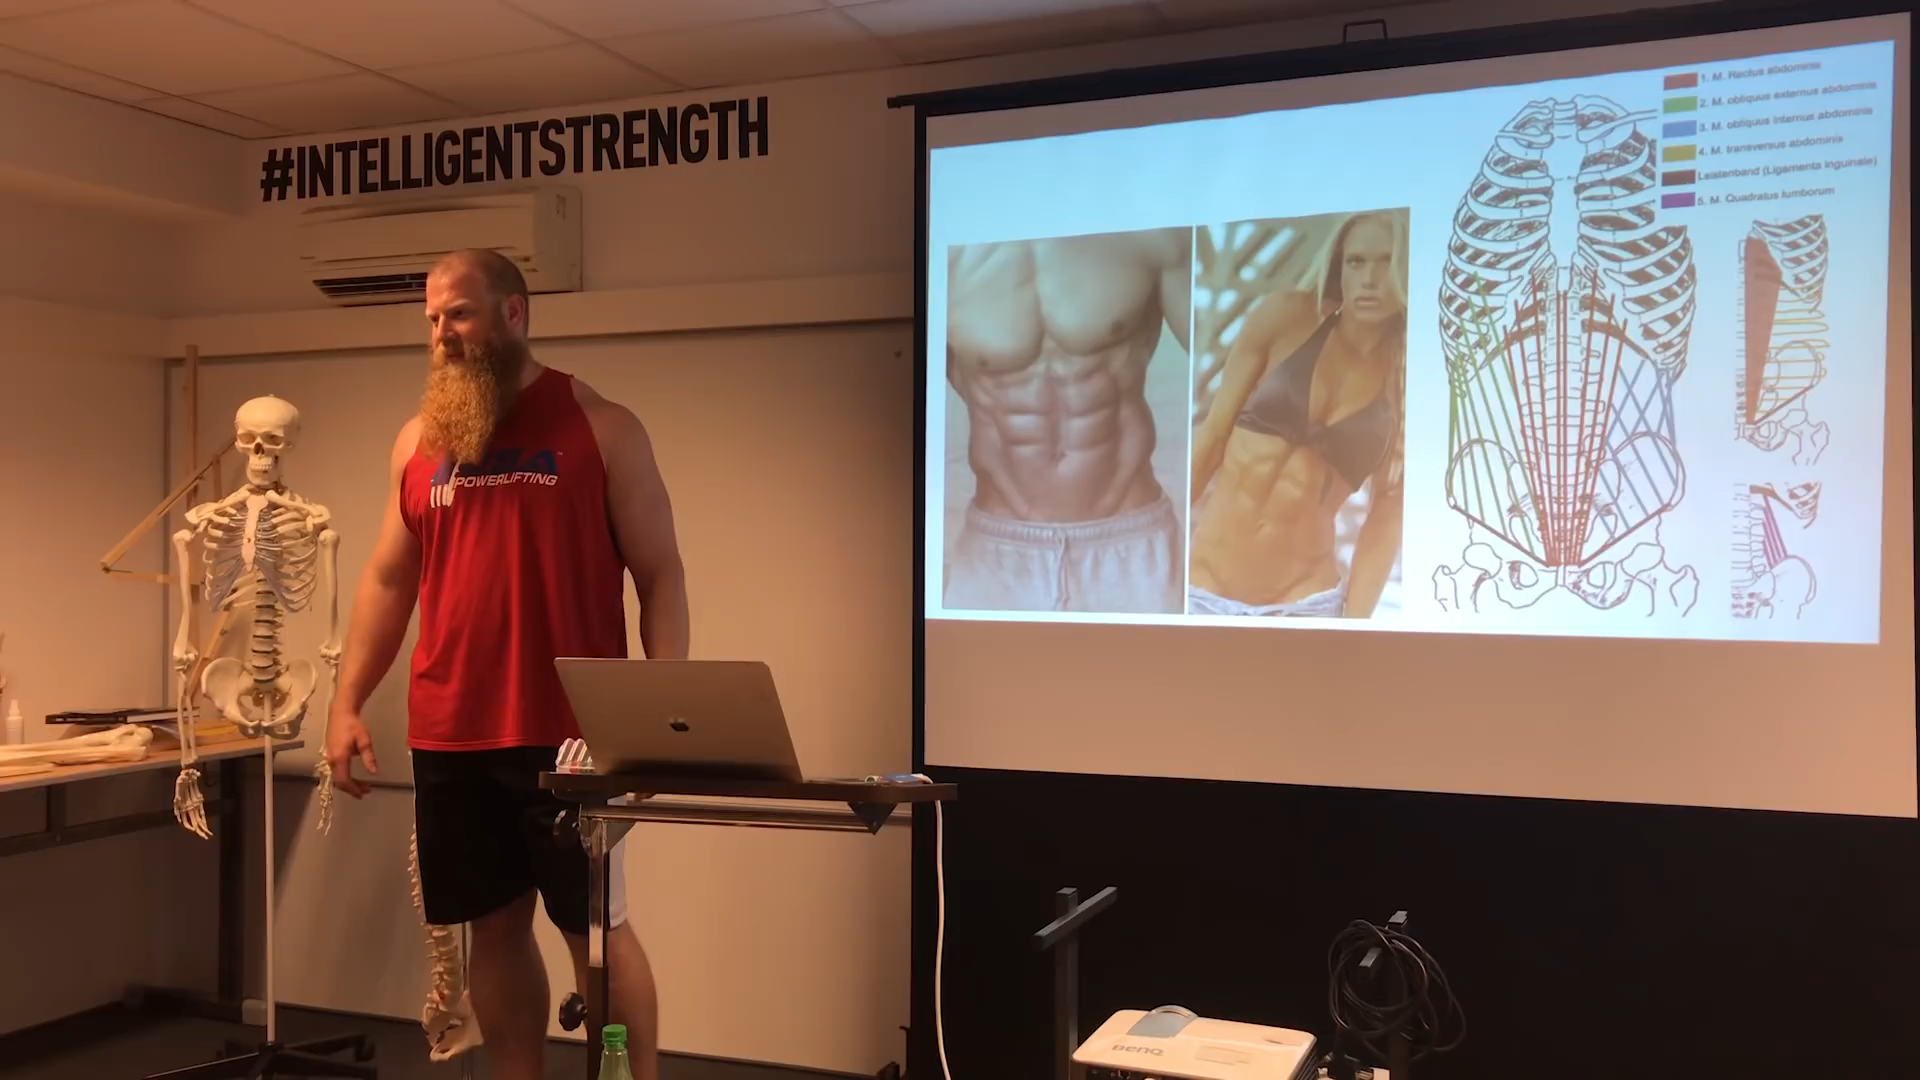 #INTELLIGENTSTRENGTH
POWERLIFTING
1. M. Rectus abdominis
2. M. obliquus externus abdominis
3. M. obliquus internus abdominis
4. M. transversus abdominis
Leistenband (Ligamenta inguinale)
5. M. Quadratus lumborum
BENQ